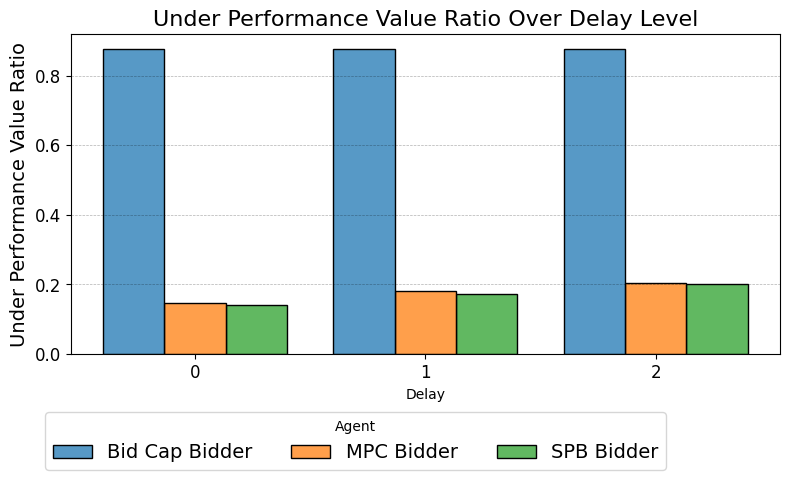 Under Performance Value Ratio Over Delay Level
Under Performance Value Ratio
0.8
0.6
0.4
0.2
0.0
0 1 2
Delay
Agent
Bid Cap Bidder MPC Bidder SPB Bidder